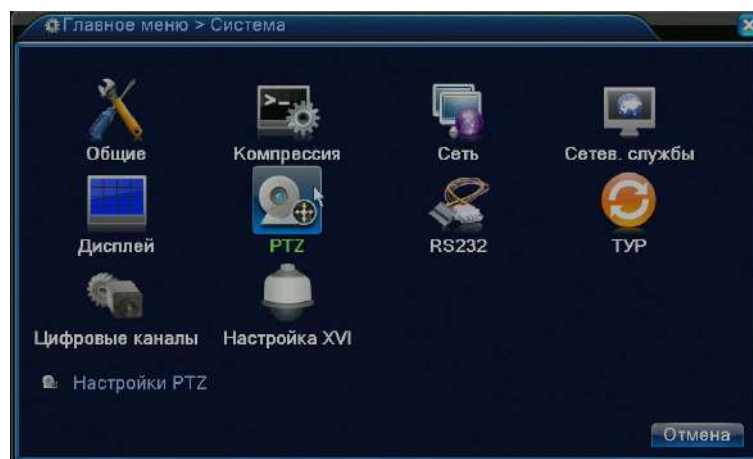 Главное меню > Система
Общие
Компрессия
Сеть
Сетев. службы
Дисплей
PTZ
RS232
ТУР
Цифровые каналы
Настройка XVI
Настройки PTZ
Отмена